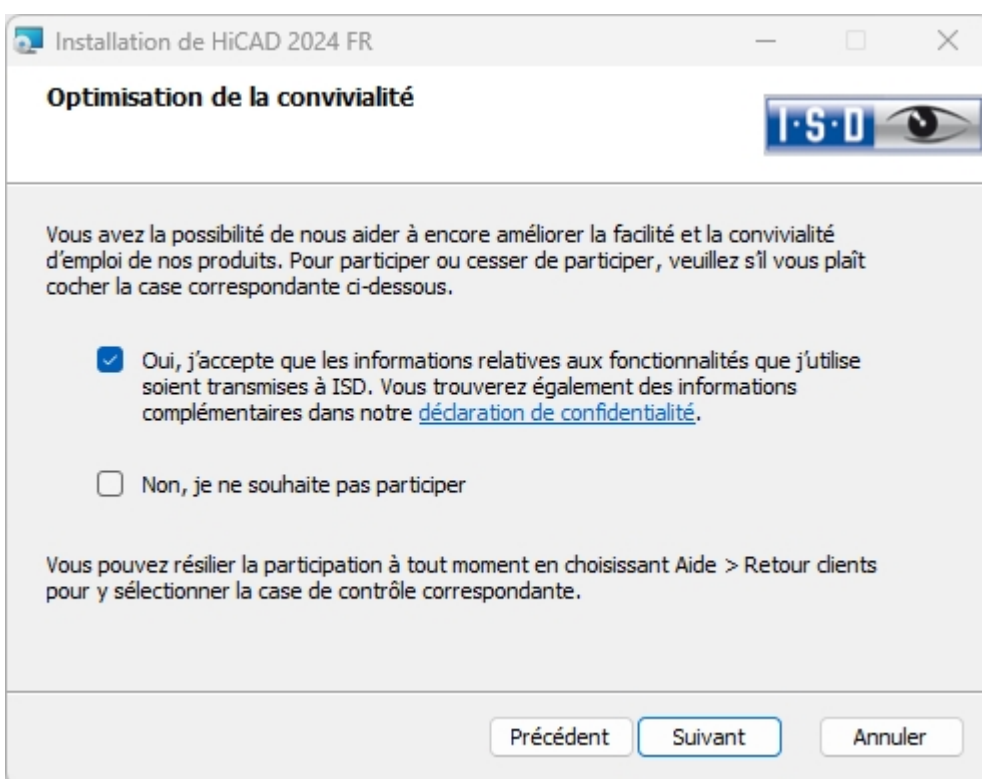 Installation de HiCAD 2024 FR
Optimisation de la convivialité
I·S·D
Vous avez la possibilité de nous aider à encore améliorer la facilité et la convivialité
d’emploi de nos produits. Pour participer ou cesser de participer, veuillez s’il vous plaît
cocher la case correspondante ci-dessous.
Oui, j’accepte que les informations relatives aux fonctionnalités que j’utilise
soient transmises à ISD. Vous trouverez également des informations
complémentaires dans notre déclaration de confidentialité.
Non, je ne souhaite pas participer
Vous pouvez résilier la participation à tout moment en choisissant Aide > Retour clients
pour y sélectionner la case de contrôle correspondante.
Précédent Suivant Annuler